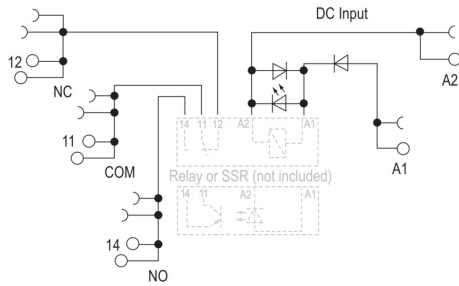 DC Input
12
NC
A2
11
COM
A1
14 11 12 A2 A1
Relay or SSR (not included)
14 11 A2 A1
14
NO